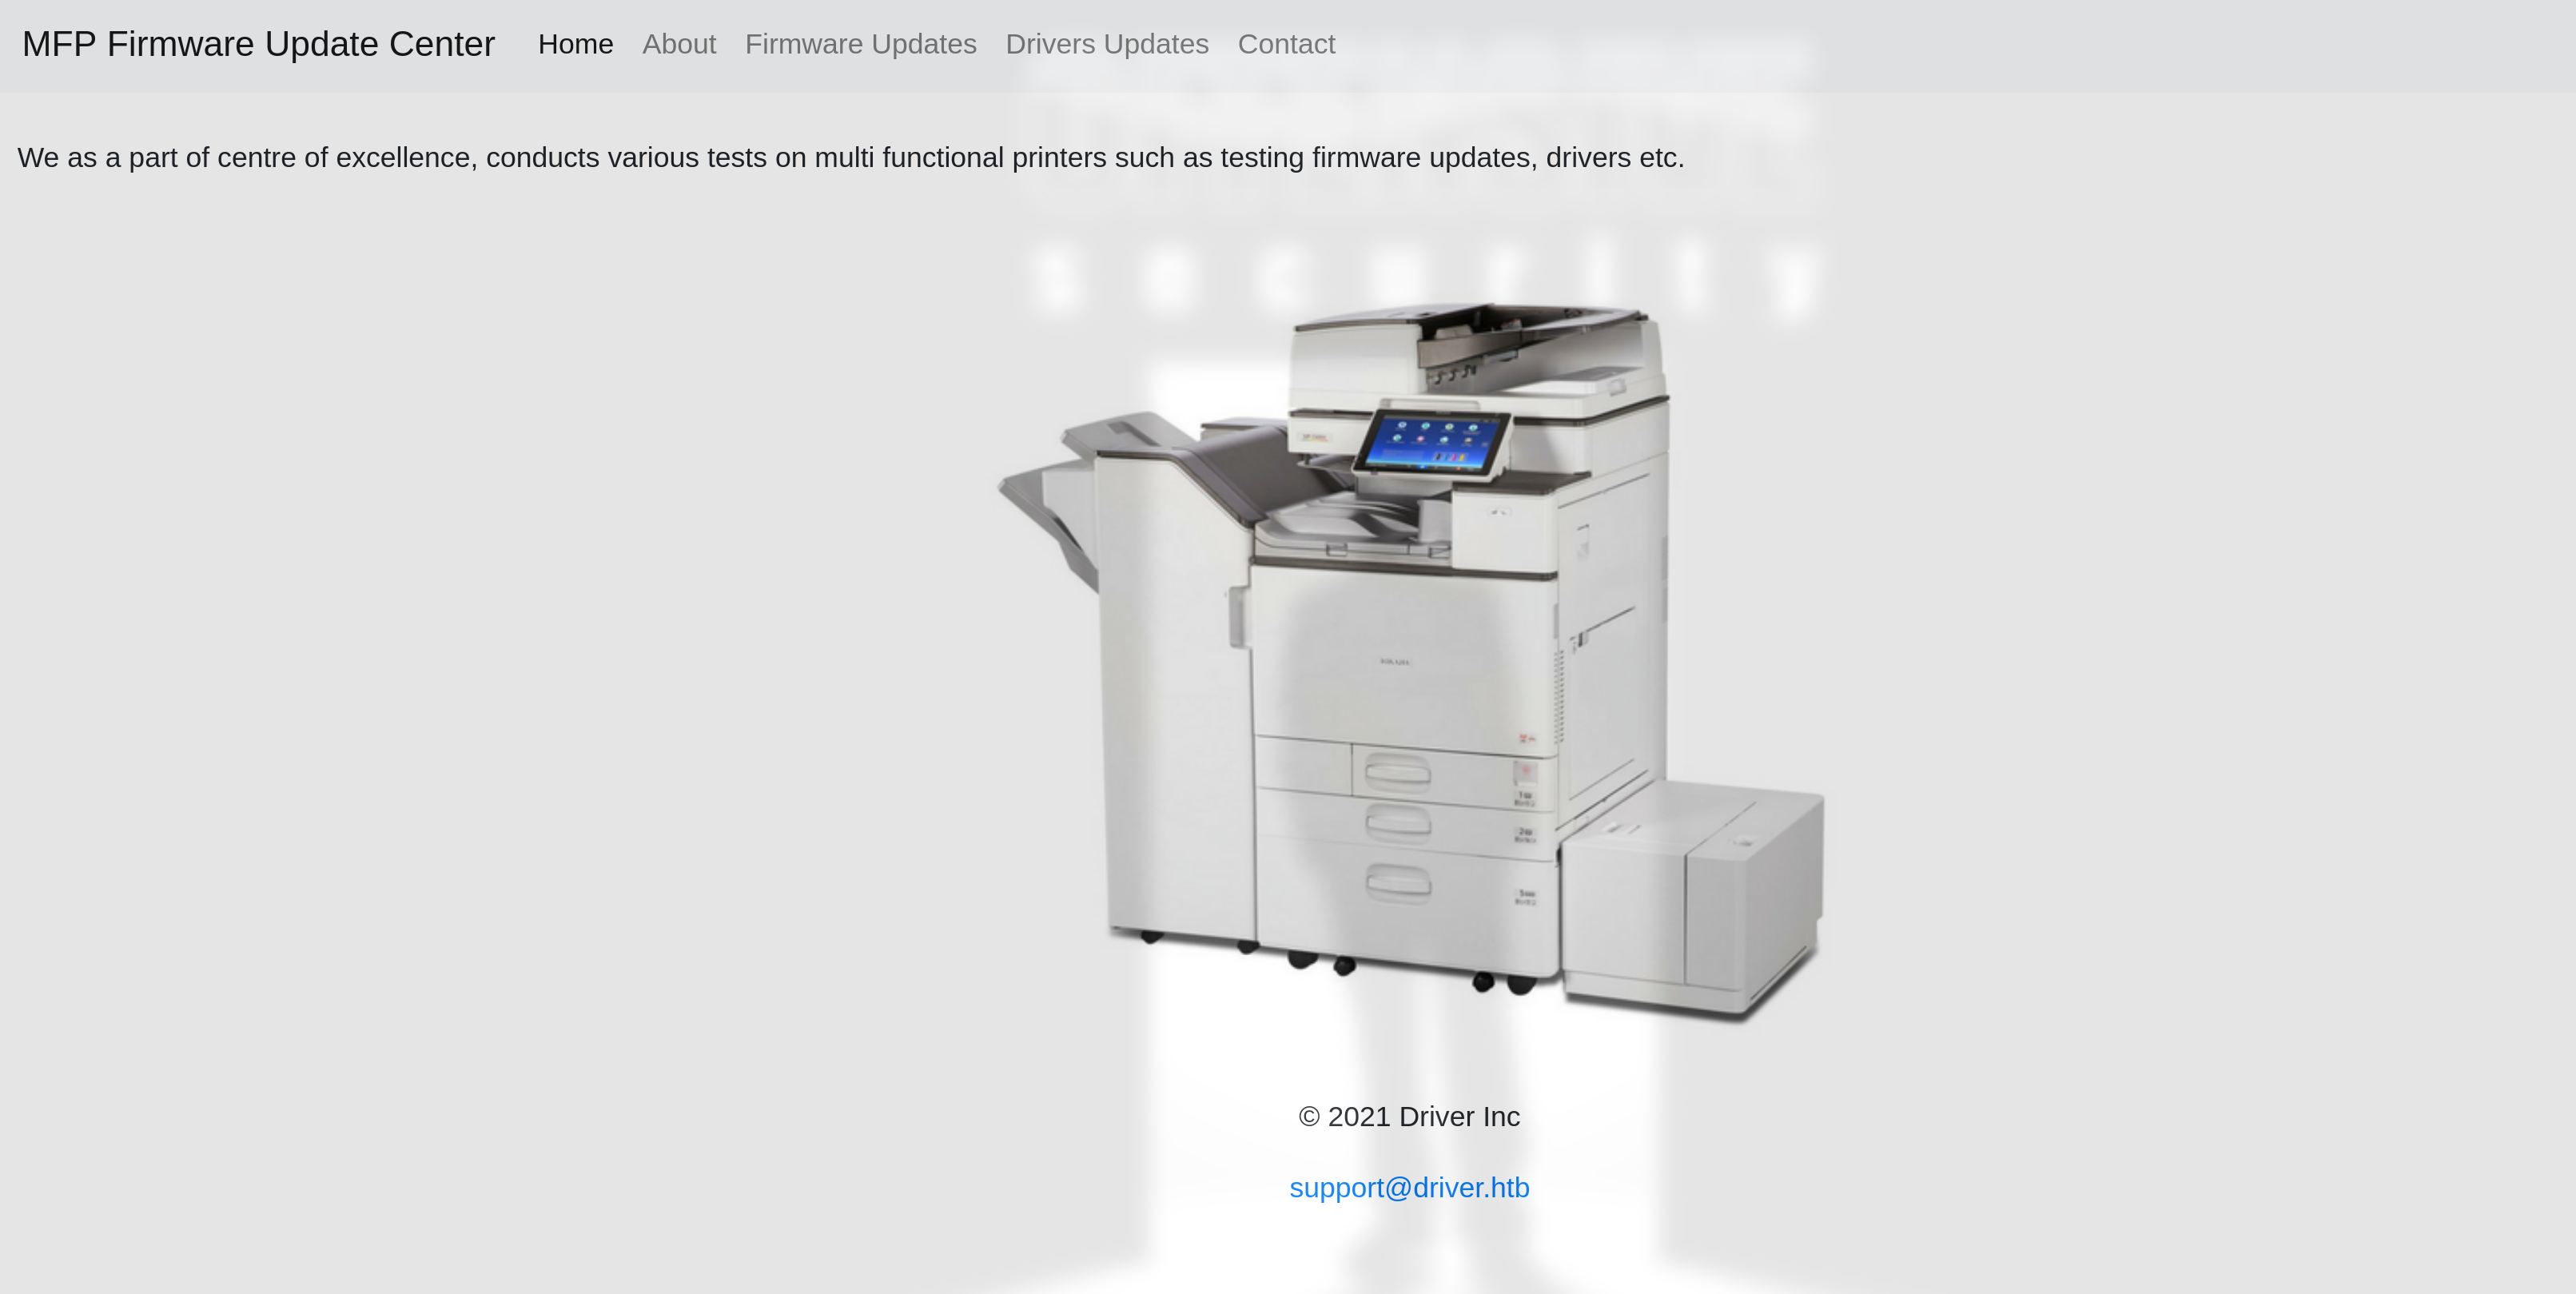 MFP Firmware Update Center Home About Firmware Updates Drivers Updates Contact
We as a part of centre of excellence, conducts various tests on multi functional printers such as testing firmware updates, drivers etc.
s e c u r i t y
© 2021 Driver Inc
support@driver.htb